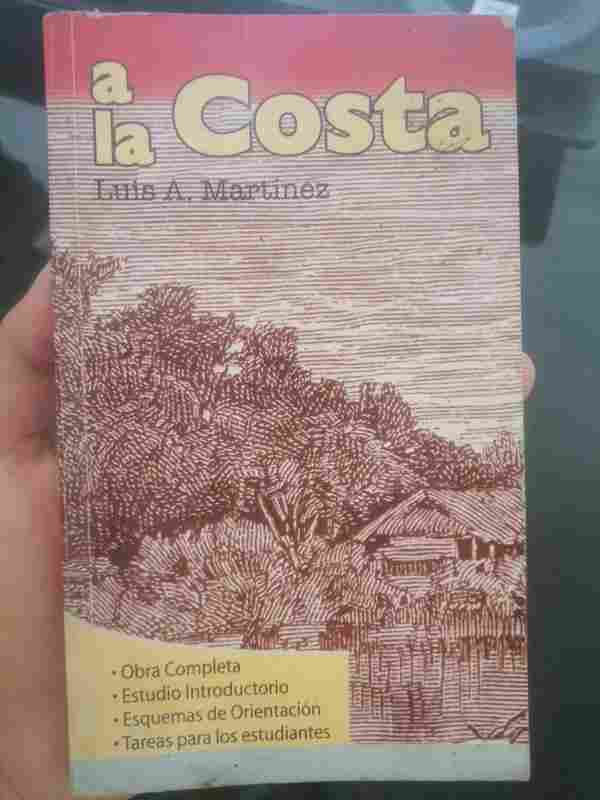 a
la Costa
Luis A. Martínez
• Obra Completa
• Estudio Introductorio
• Esquemas de Orientación
• Tareas para los estudiantes